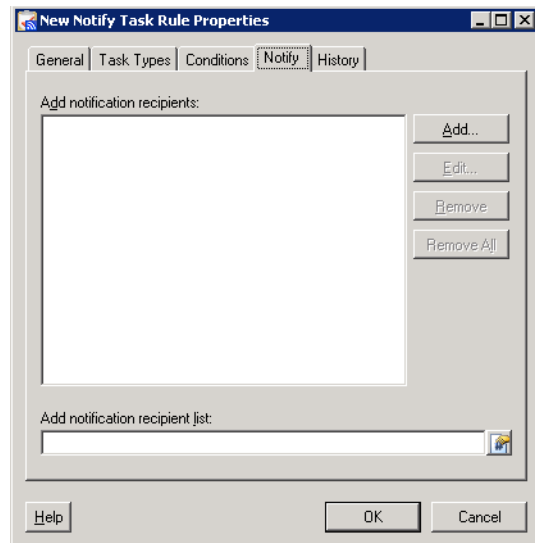 New Notify Task Rule Properties
General Task Types Conditions Notify History
Add notification recipients:
Add...
Edit...
Remove
Remove All
Add notification recipient list:
Help OK Cancel